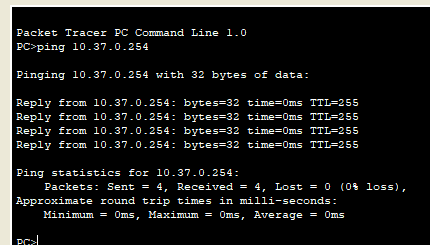 Packet Tracer PC Command Line 1.0
PC>ping 10.37.0.254
Pinging 10.37.0.254 with 32 bytes of data:
Reply from 10.37.0.254: bytes=32 time=0ms TTL=255
Reply from 10.37.0.254: bytes=32 time=0ms TTL=255
Reply from 10.37.0.254: bytes=32 time=0ms TTL=255
Reply from 10.37.0.254: bytes=32 time=0ms TTL=255
Ping statistics for 10.37.0.254:
    Packets: Sent = 4, Received = 4, Lost = 0 (0% loss),
Approximate round trip times in milli-seconds:
    Minimum = 0ms, Maximum = 0ms, Average = 0ms
PC>